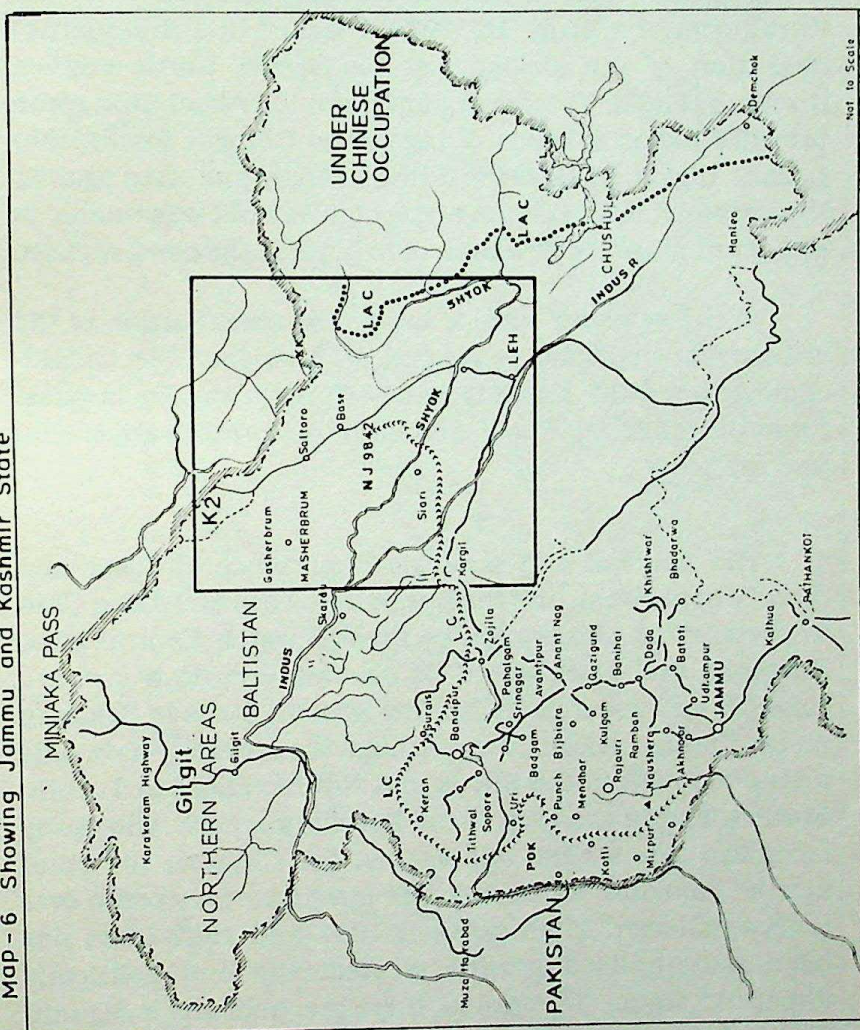 Map-6 Showing Jammu and Kashmir State
MINIAKA PASS
Karakoram Highway
Gilgit
Gilgit
NORTHERN AREAS
BALTISTAN
INDUS
Skardu
K2
Gasherbrum
MASHERBRUM
Saltoro
Base
NJ 9842
Siari
SHYOK
SHYOK
LAC
LAC
UNDER
CHINESE
OCCUPATION
LEH
INDUS R
CHUSHUL
Demchok
Hanleo
Kargil
LC
LC
Zojila
Gurais
Bandipur
Keran
Tithwal
Sopore
Uri
Pahalgam
Srinagar
Avantipur
Badgam
Anant Nag
Bijbiara
Qazigund
Kulgam
Banihal
Punch
Mendhar
Rajauri
Ramban
Doda
Khishtwar
Bhadarwa
Batoti
Udhampur
Naushera
Akhnoor
JAMMU
Kathua
PATHANKOT
POK
Kotli
Mirpur
Muzaffarabad
PAKISTAN
Not to Scale